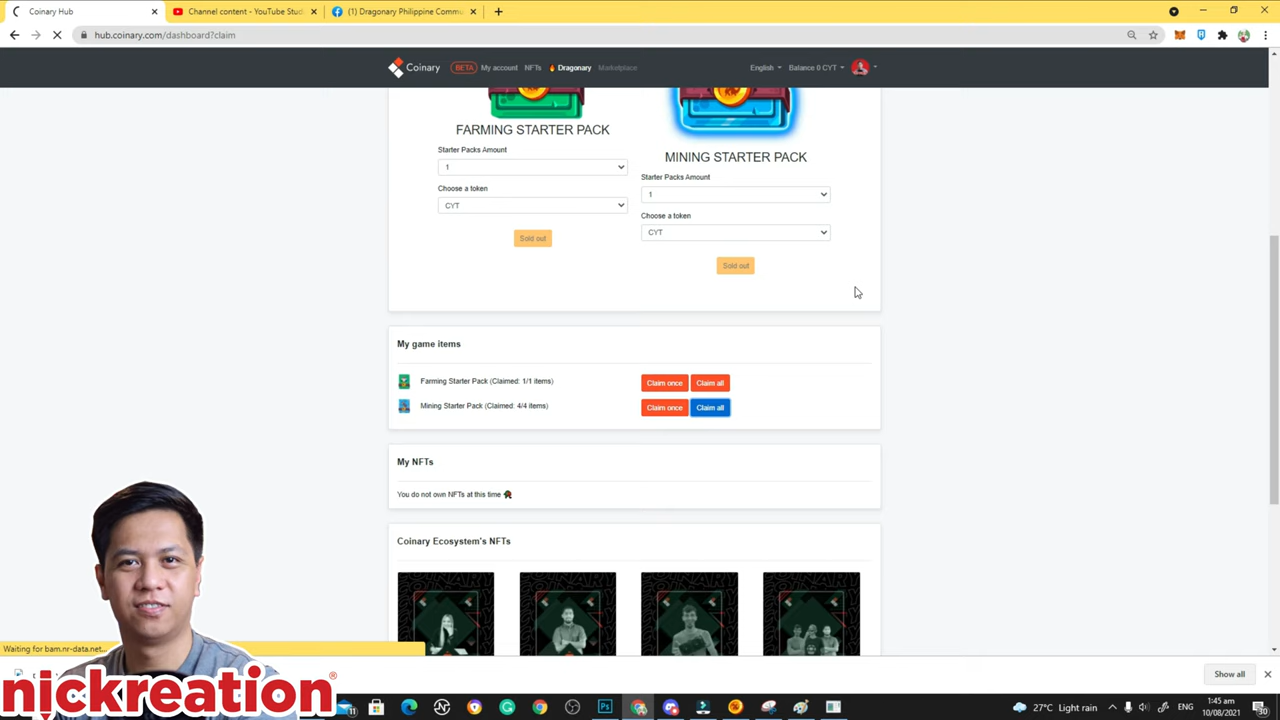 Coinary Hub
Channel content - YouTube Stud
(1) Dragonary Philippine Commu
hub.coinary.com/dashboard?claim
Coinary BETA My account NFTs Dragonary Marketplace English Balance 0 CYT
FARMING STARTER PACK
Starter Packs Amount
1
Choose a token
CYT
Sold out
MINING STARTER PACK
Starter Packs Amount
1
Choose a token
CYT
Sold out
My game items
Farming Starter Pack (Claimed: 1/1 items) Claim once Claim all
Mining Starter Pack (Claimed: 4/4 items) Claim once Claim all
My NFTs
You do not own NFTs at this time
Coinary Ecosystem's NFTs
Waiting for bam.nr-data.net...
Show all
nickreation®
27°C Light rain
ENG
1:45 am
10/08/2021
30